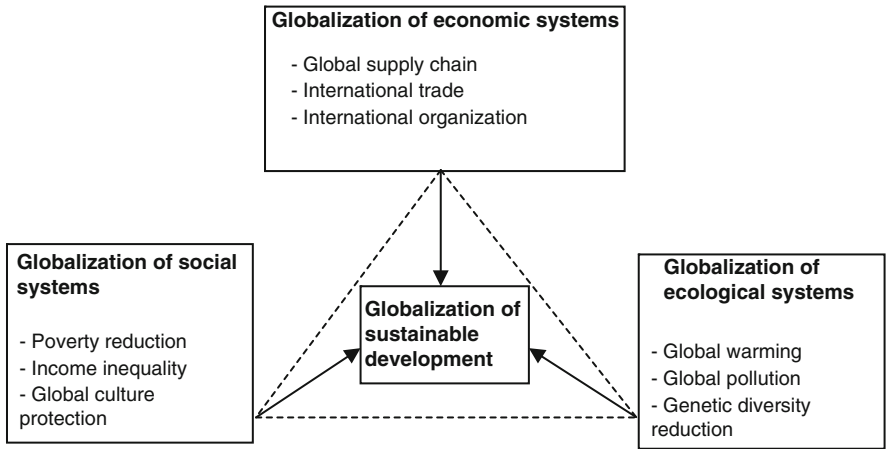 Globalization of economic systems
- Global supply chain
- International trade
- International organization
Globalization of social
systems
- Poverty reduction
- Income inequality
- Global culture
protection
Globalization of
sustainable
development
Globalization of
ecological systems
- Global warming
- Global pollution
- Genetic diversity
reduction